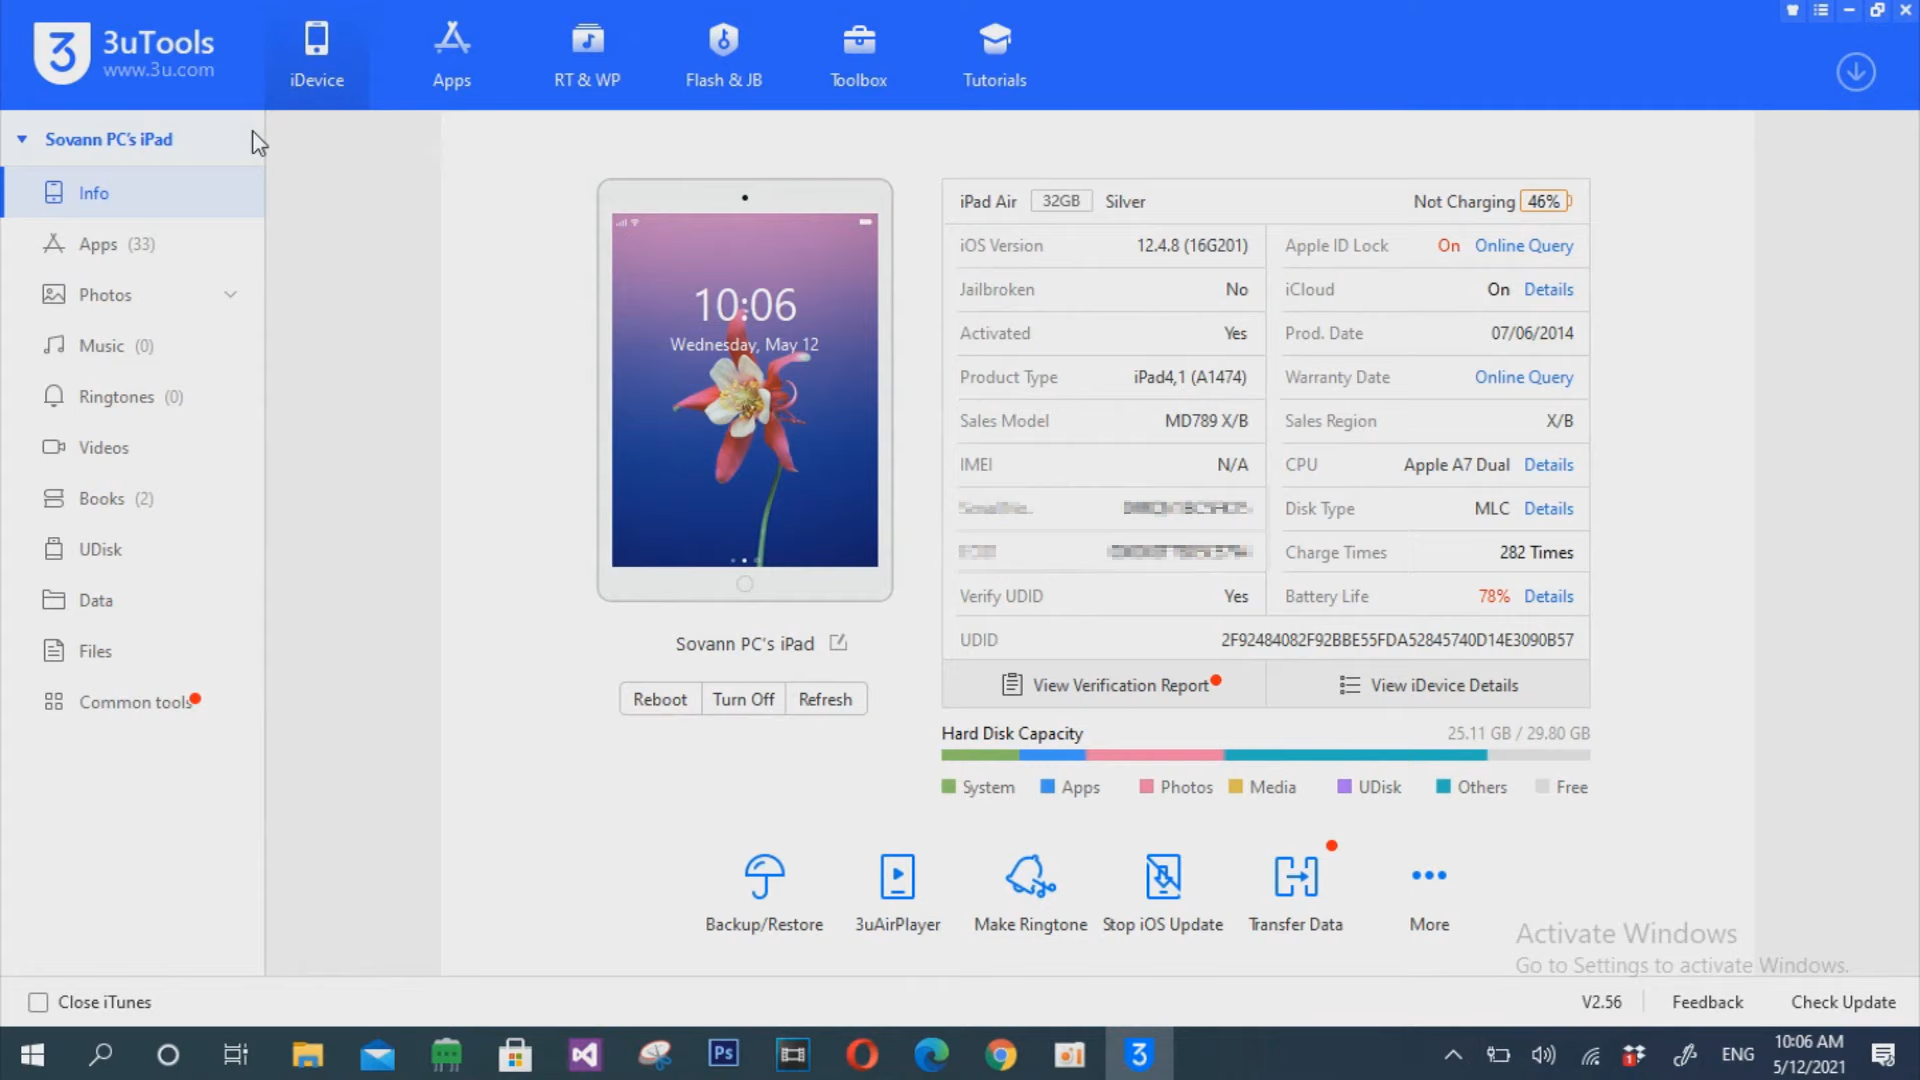 3uTools
www.3u.com
iDevice
Apps
RT & WP
Flash & JB
Toolbox
Tutorials
Sovann PC's iPad
Info
Apps (33)
Photos
Music (0)
Ringtones (0)
Videos
Books (2)
UDisk
Data
Files
Common tools
10:06
Wednesday, May 12
Sovann PC's iPad
Reboot
Turn Off
Refresh
iPad Air 32GB Silver Not Charging 46%
iOS Version 12.4.8 (16G201) Apple ID Lock On Online Query
Jailbroken No iCloud On Details
Activated Yes Prod. Date 07/06/2014
Product Type iPad4,1 (A1474) Warranty Date Online Query
Sales Model MD789 X/B Sales Region X/B
IMEI N/A CPU Apple A7 Dual Details
Disk Type MLC Details
Charge Times 282 Times
Verify UDID Yes Battery Life 78% Details
UDID 2F92484082F92BBE55FDA52845740D14E3090B57
View Verification Report View iDevice Details
Hard Disk Capacity 25.11 GB / 29.80 GB
System Apps Photos Media UDisk Others Free
Backup/Restore
3uAirPlayer
Make Ringtone
Stop iOS Update
Transfer Data
More
Activate Windows
Go to Settings to activate Windows.
Close iTunes
V2.56
Feedback
Check Update
Ps
3
1
ENG
10:06 AM
5/12/2021